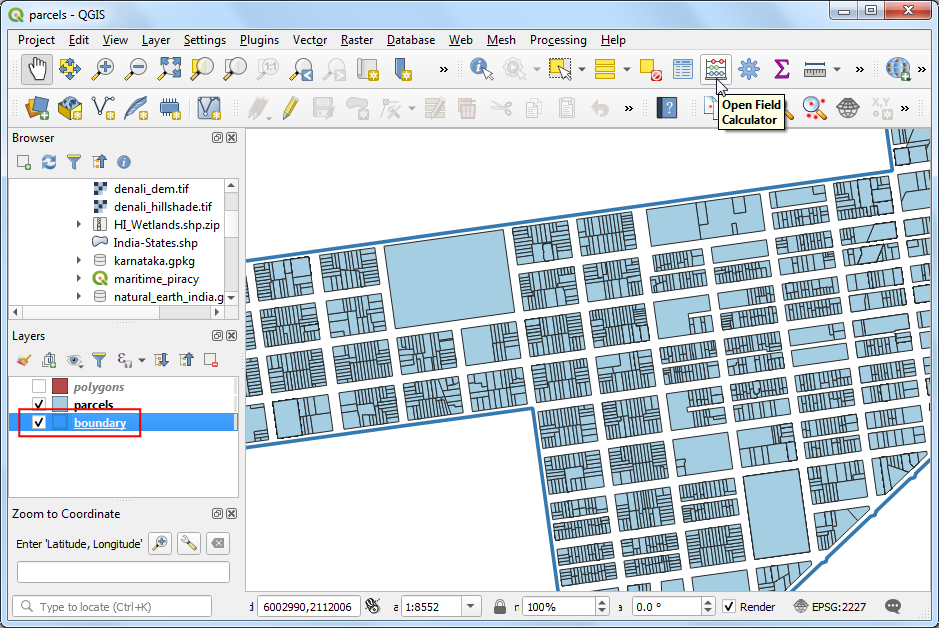 parcels - QGIS
Project Edit View Layer Settings Plugins Vector Raster Database Web Mesh Processing Help
Open Field
Calculator
Browser
denali_dem.tif
denali_hillshade.tif
HI_Wetlands.shp.zip
India-States.shp
karnataka.gpkg
maritime_piracy
natural_earth_india.g
Layers
polygons
parcels
boundary
Zoom to Coordinate
Enter 'Latitude, Longitude'
Type to locate (Ctrl+K)
6002990,2112006
a 1:8552
100%
a 0.0 °
Render
EPSG:2227